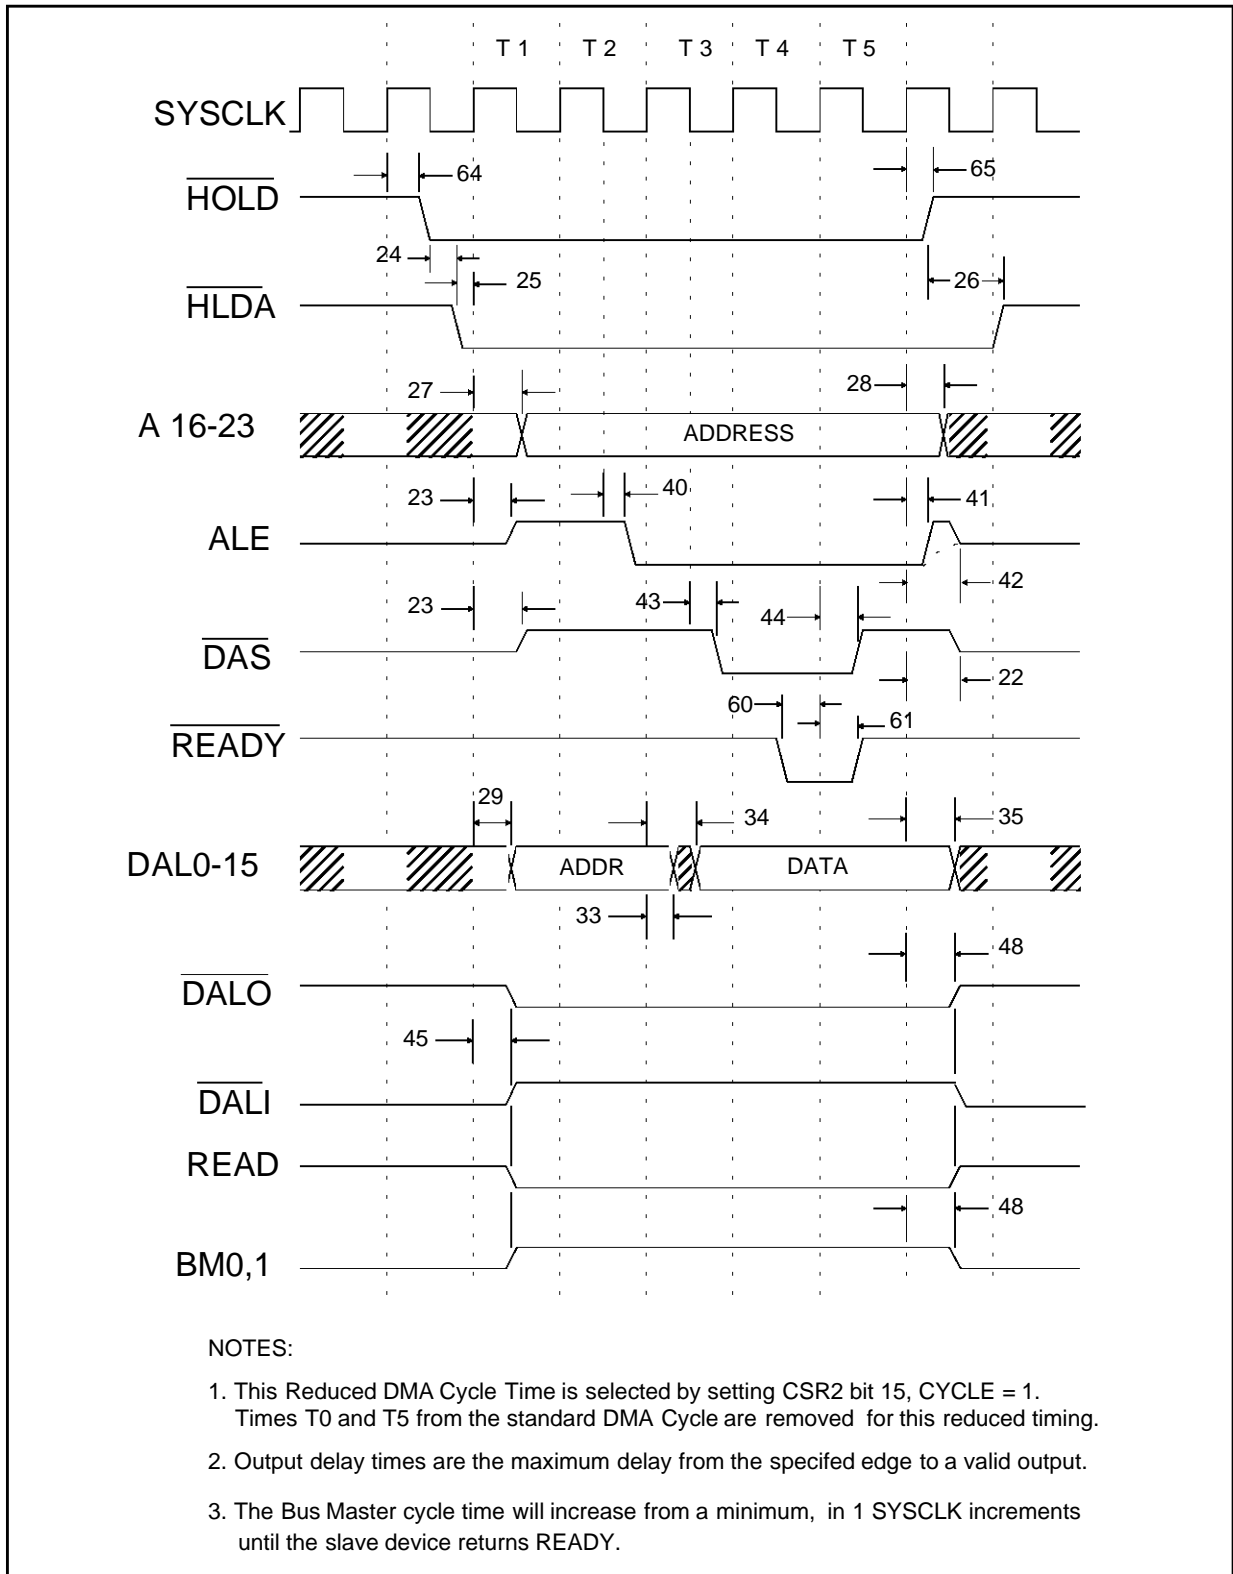 T 1 T 2 T 3 T 4 T 5
SYSCLK
64 65
HOLD
24 25 26
HLDA
27 28
A 16-23 ADDRESS
23 40 41
ALE
42
23 43 44
DAS
22
60 61
READY
29 34 35
DAL0-15 ADDR DATA
33
48
DALO
45
DALI
READ
48
BM0,1
NOTES:
1. This Reduced DMA Cycle Time is selected by setting CSR2 bit 15, CYCLE = 1.
Times T0 and T5 from the standard DMA Cycle are removed for this reduced timing.
2. Output delay times are the maximum delay from the specifed edge to a valid output.
3. The Bus Master cycle time will increase from a minimum, in 1 SYSCLK increments
until the slave device returns READY.